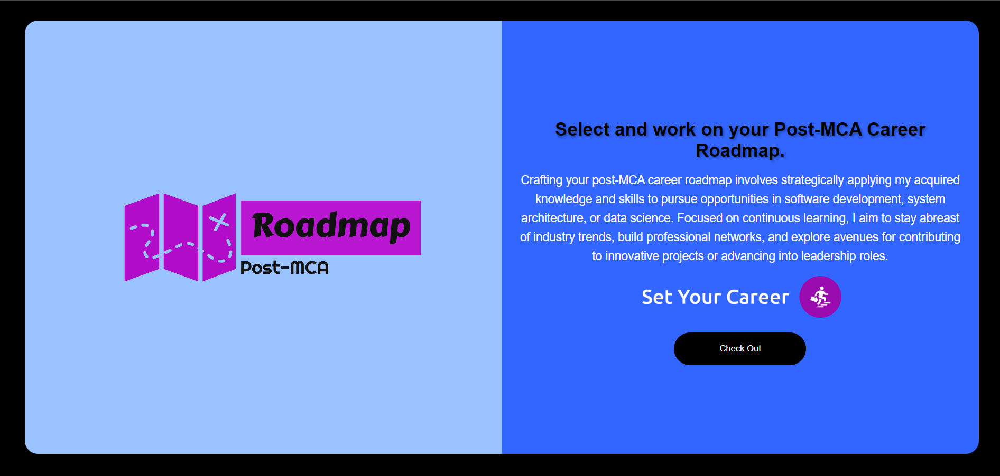 Roadmap
Post-MCA
Select and work on your Post-MCA Career
Roadmap.
Crafting your post-MCA career roadmap involves strategically applying my acquired
knowledge and skills to pursue opportunities in software development, system
architecture, or data science. Focused on continuous learning, I aim to stay abreast
of industry trends, build professional networks, and explore avenues for contributing
to innovative projects or advancing into leadership roles.
Set Your Career
Check Out